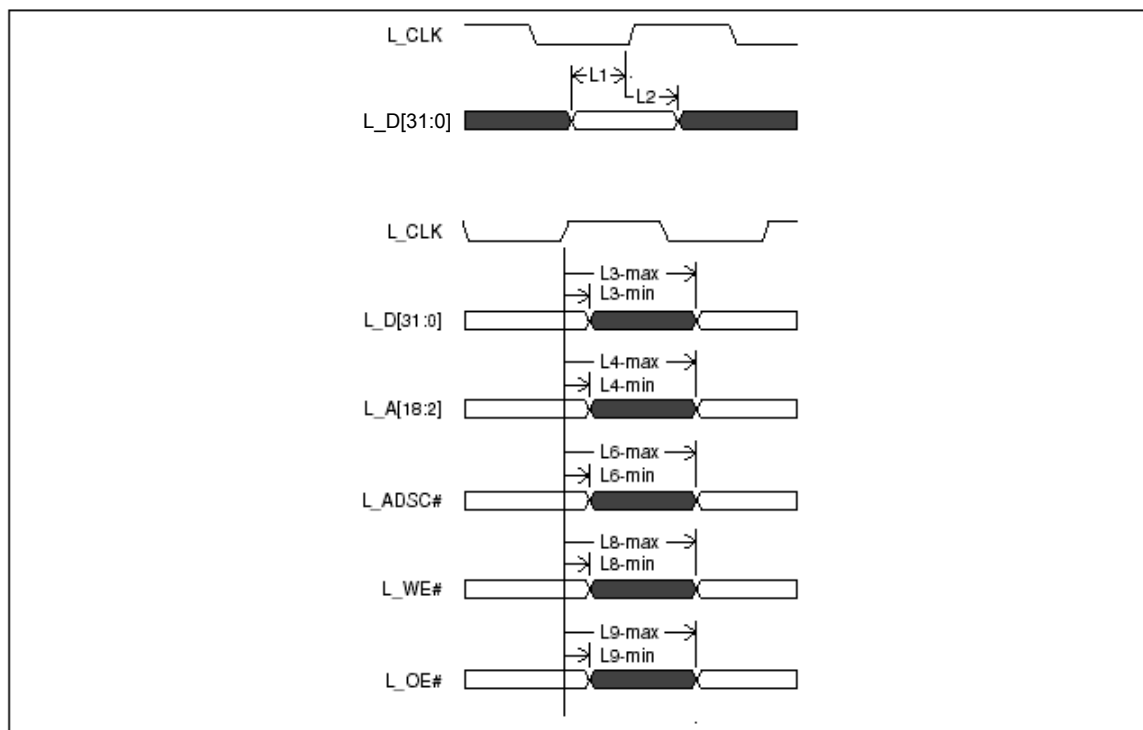 L_CLK
L1
L2
L_D[31:0]
L_CLK
L3-max
L3-min
L_D[31:0]
L4-max
L4-min
L_A[18:2]
L6-max
L6-min
L_ADSC#
L8-max
L8-min
L_WE#
L9-max
L9-min
L_OE#